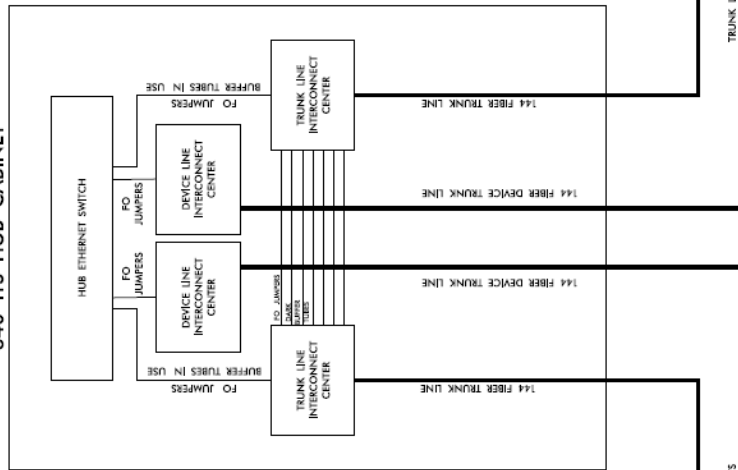 TRUNK
BUFFER TUBES IN USE
FO JUMPERS
TRUNK LINE
INTERCONNECT
CENTER
144 FIBER TRUNK LINE
HUB ETHERNET SWITCH
FO
JUMPERS
DEVICE LINE
INTERCONNECT
CENTER
144 FIBER DEVICE TRUNK LINE
FO
JUMPERS
DEVICE LINE
INTERCONNECT
CENTER
144 FIBER DEVICE TRUNK LINE
FO JUMPERS
DARK
BUFFER
TUBES
BUFFER TUBES IN USE
FO JUMPERS
TRUNK LINE
INTERCONNECT
CENTER
144 FIBER TRUNK LINE